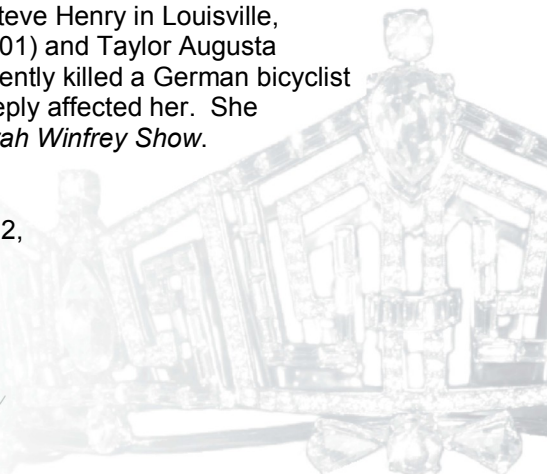 teve Henry in Louisville,
01) and Taylor Augusta
ently killed a German bicyclist
eply affected her. She
rah Winfrey Show.
2,